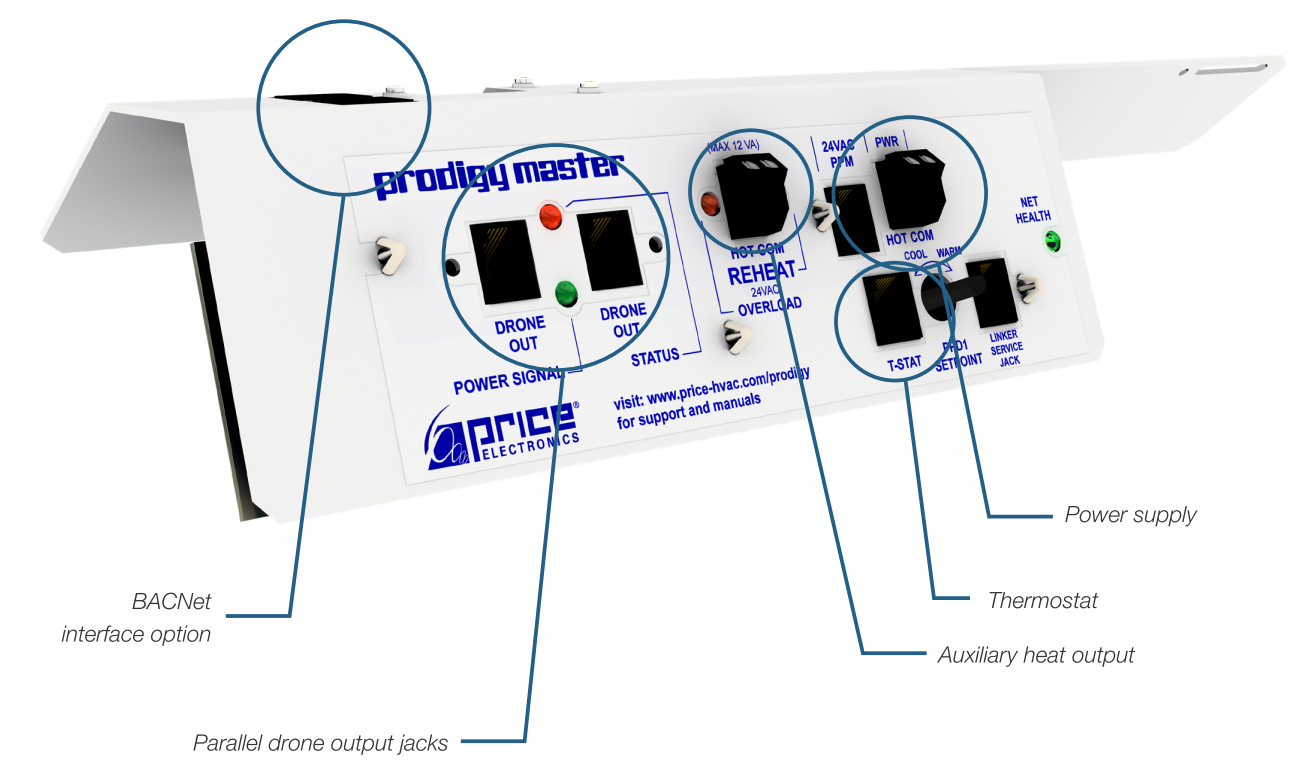 prodigy master
(MAX 12 VA)
24VAC
PPM
PWR
NET
HEALTH
HOT COM
HOT COM
COOL WARM
REHEAT
24VAC
OVERLOAD
DRONE
OUT
DRONE
OUT
STATUS
POWER SIGNAL
T-STAT
PRD1
SETPOINT
LINKER
SERVICE
JACK
visit: www.price-hvac.com/prodigy
for support and manuals
Co.
PRICE®
ELECTRONICS
Power supply
BACNet
interface option
Thermostat
Auxiliary heat output
Parallel drone output jacks